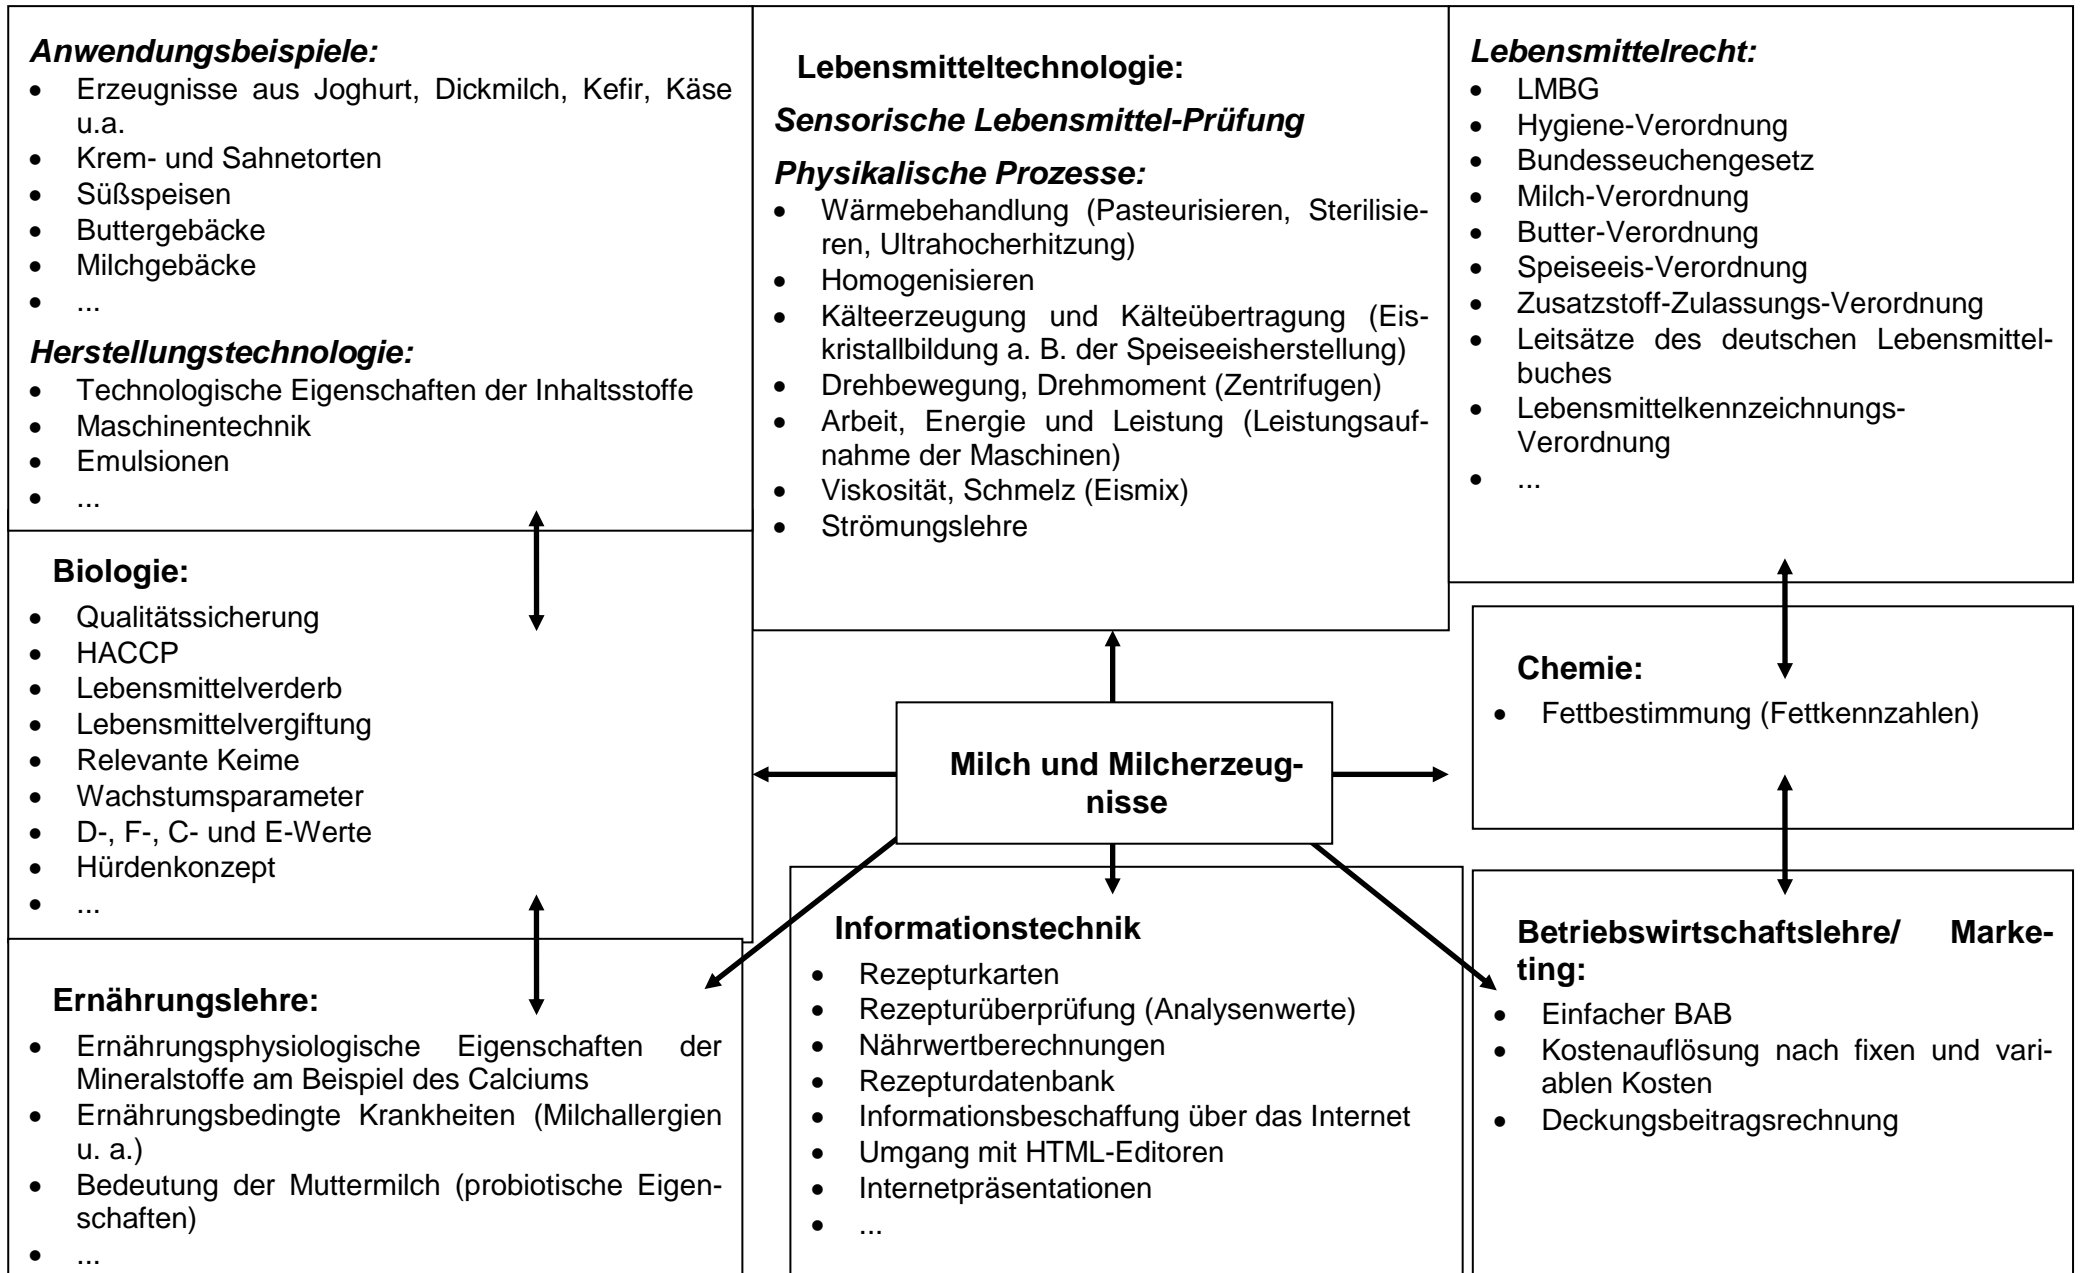 Anwendungsbeispiele:
• Erzeugnisse aus Joghurt, Dickmilch, Kefir, Käse
u.a.
• Krem- und Sahnetorten
• Süßspeisen
• Buttergebäcke
• Milchgebäcke
• ...
Herstellungstechnologie:
• Technologische Eigenschaften der Inhaltsstoffe
• Maschinentechnik
• Emulsionen
• ...
Lebensmitteltechnologie:
Sensorische Lebensmittel-Prüfung
Physikalische Prozesse:
• Wärmebehandlung (Pasteurisieren, Sterilisie-
ren, Ultrahocherhitzung)
• Homogenisieren
• Kälteerzeugung und Kälteübertragung (Eis-
kristallbildung a. B. der Speiseeisherstellung)
• Drehbewegung, Drehmoment (Zentrifugen)
• Arbeit, Energie und Leistung (Leistungsauf-
nahme der Maschinen)
• Viskosität, Schmelz (Eismix)
• Strömungslehre
Lebensmittelrecht:
• LMBG
• Hygiene-Verordnung
• Bundesseuchengesetz
• Milch-Verordnung
• Butter-Verordnung
• Speiseeis-Verordnung
• Zusatzstoff-Zulassungs-Verordnung
• Leitsätze des deutschen Lebensmittel-
buches
• Lebensmittelkennzeichnungs-
Verordnung
• ...
Biologie:
• Qualitätssicherung
• HACCP
• Lebensmittelverderb
• Lebensmittelvergiftung
• Relevante Keime
• Wachstumsparameter
• D-, F-, C- und E-Werte
• Hürdenkonzept
• ...
Milch und Milcherzeug-
nisse
Chemie:
• Fettbestimmung (Fettkennzahlen)
Ernährungslehre:
• Ernährungsphysiologische Eigenschaften der
Mineralstoffe am Beispiel des Calciums
• Ernährungsbedingte Krankheiten (Milchallergien
u. a.)
• Bedeutung der Muttermilch (probiotische Eigen-
schaften)
• ...
Informationstechnik
• Rezepturkarten
• Rezepturüberprüfung (Analysenwerte)
• Nährwertberechnungen
• Rezepturdatenbank
• Informationsbeschaffung über das Internet
• Umgang mit HTML-Editoren
• Internetpräsentationen
• ...
Betriebswirtschaftslehre/ Marke-
ting:
• Einfacher BAB
• Kostenauflösung nach fixen und vari-
ablen Kosten
• Deckungsbeitragsrechnung